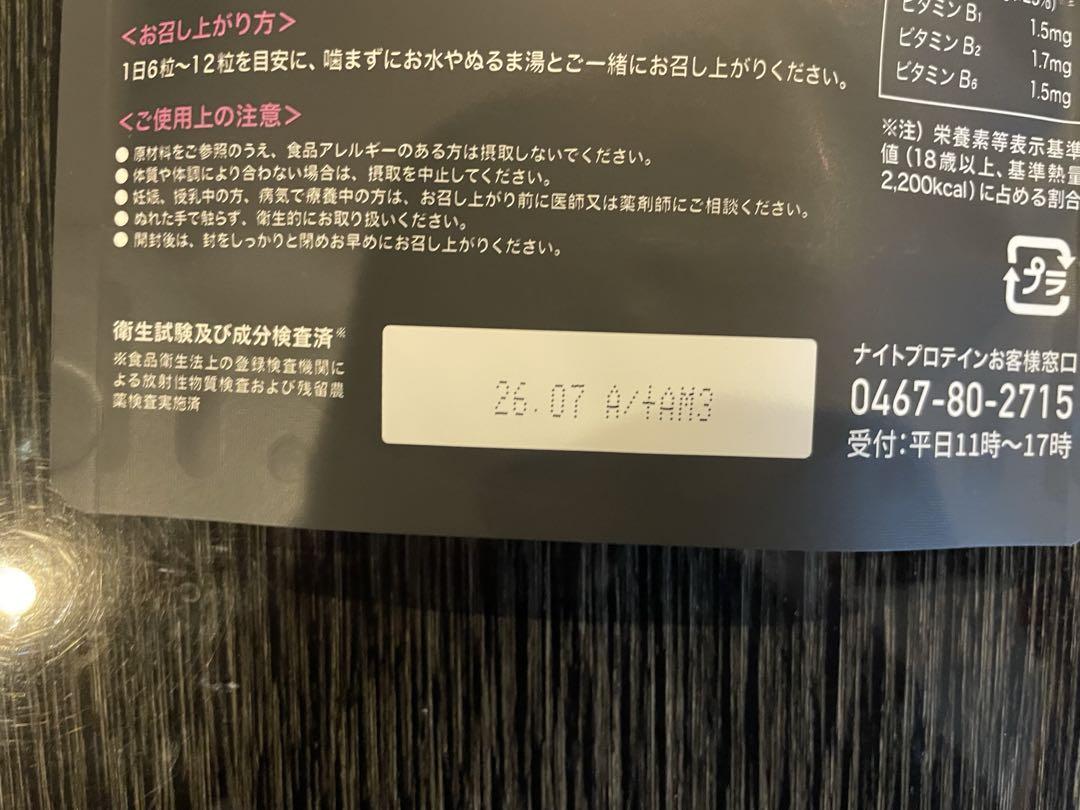 <お召し上がり方>
1日6粒〜12粒を目安に、噛まずにお水やぬるま湯とご一緒にお召し上がりください。
<ご使用上の注意>
●原材料をご参照のうえ、食品アレルギーのある方は摂取しないでください。
●体質や体調により合わない場合は、摂取を中止してください。
●妊娠、授乳中の方、病気で療養中の方は、お召し上がり前に医師又は薬剤師にご相談ください。
●ぬれた手で触らず、衛生的にお取り扱いください。
●開封後は、封をしっかりと閉めお早めにお召し上がりください。
ビタミンB₁ 1.5mg
ビタミンB₂ 1.7mg
ビタミンB₆ 1.5mg
※注）栄養素等表示基準
値（18歳以上、基準熱量
2,200kcal）に占める割合
プラ
衛生試験及び成分検査済※
※食品衛生法上の登録検査機関に
よる放射性物質検査および残留農
薬検査実施済
26.07 A/tAM3
ナイトプロテインお客様窓口
0467-80-2715
受付：平日11時〜17時